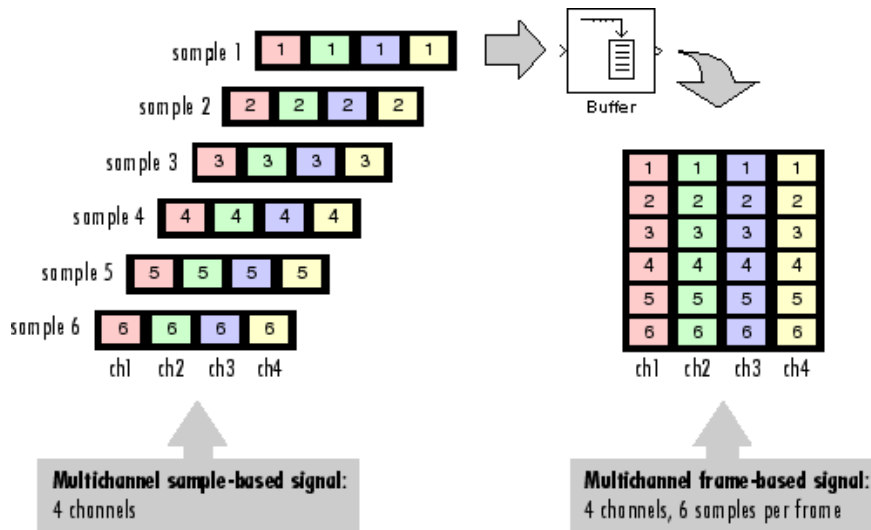 sample 1 1 1 1 1
sample 2 2 2 2 2
sample 3 3 3 3 3
sample 4 4 4 4 4
sample 5 5 5 5 5
sample 6 6 6 6 6
ch1 ch2 ch3 ch4
Multichannel sample-based signal:
4 channels
Buffer
1 1 1 1
2 2 2 2
3 3 3 3
4 4 4 4
5 5 5 5
6 6 6 6
ch1 ch2 ch3 ch4
Multichannel frame-based signal:
4 channels, 6 samples per frame